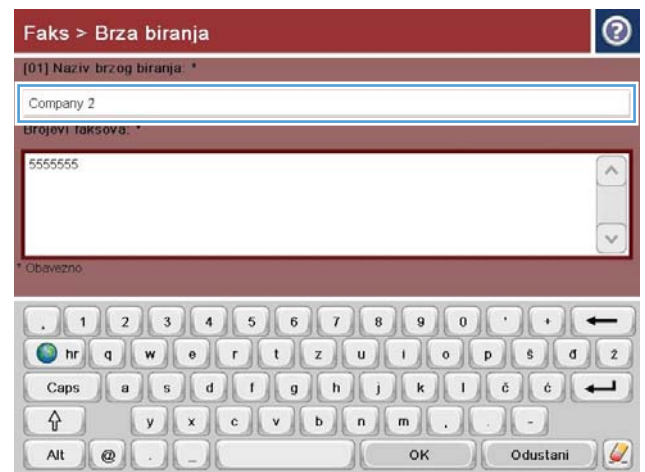 Faks > Brza biranja
?
[01] Naziv brzog biranja: *
Company 2
Brojevi faksova: *
5555555
* Obavezno
. 1 2 3 4 5 6 7 8 9 0 ' +
hr q w e r t z u i o p š đ ž
Caps a s d f g h j k l č ć
y x c v b n m , . -
Alt @ . _ OK Odustani